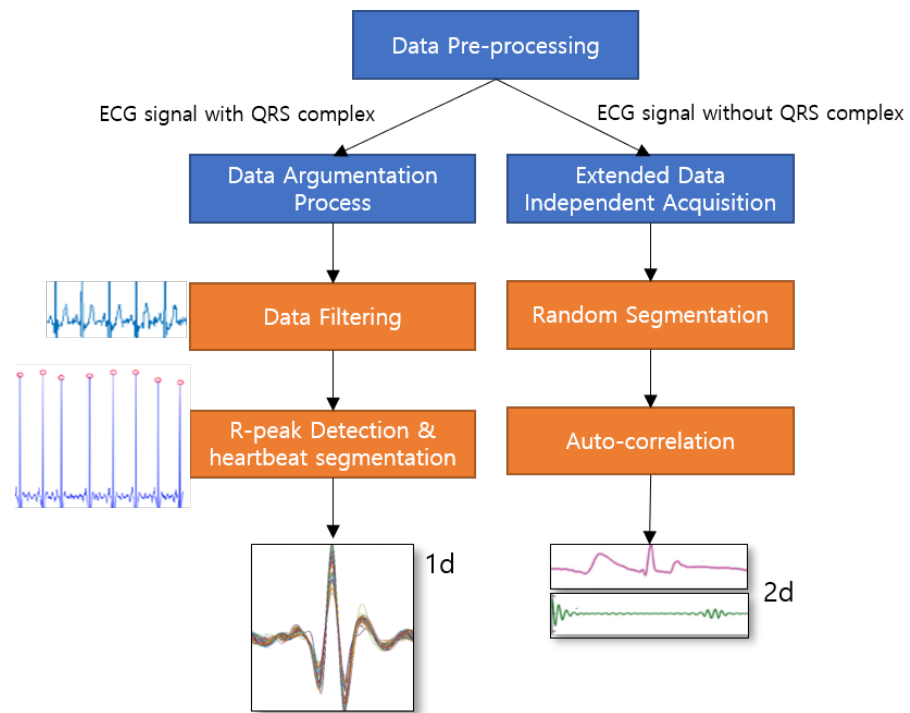 Data Pre-processing
ECG signal with QRS complex
ECG signal without QRS complex
Data Argumentation
Process
Extended Data
Independent Acquisition
Data Filtering
Random Segmentation
R-peak Detection &
heartbeat segmentation
Auto-correlation
1d
2d